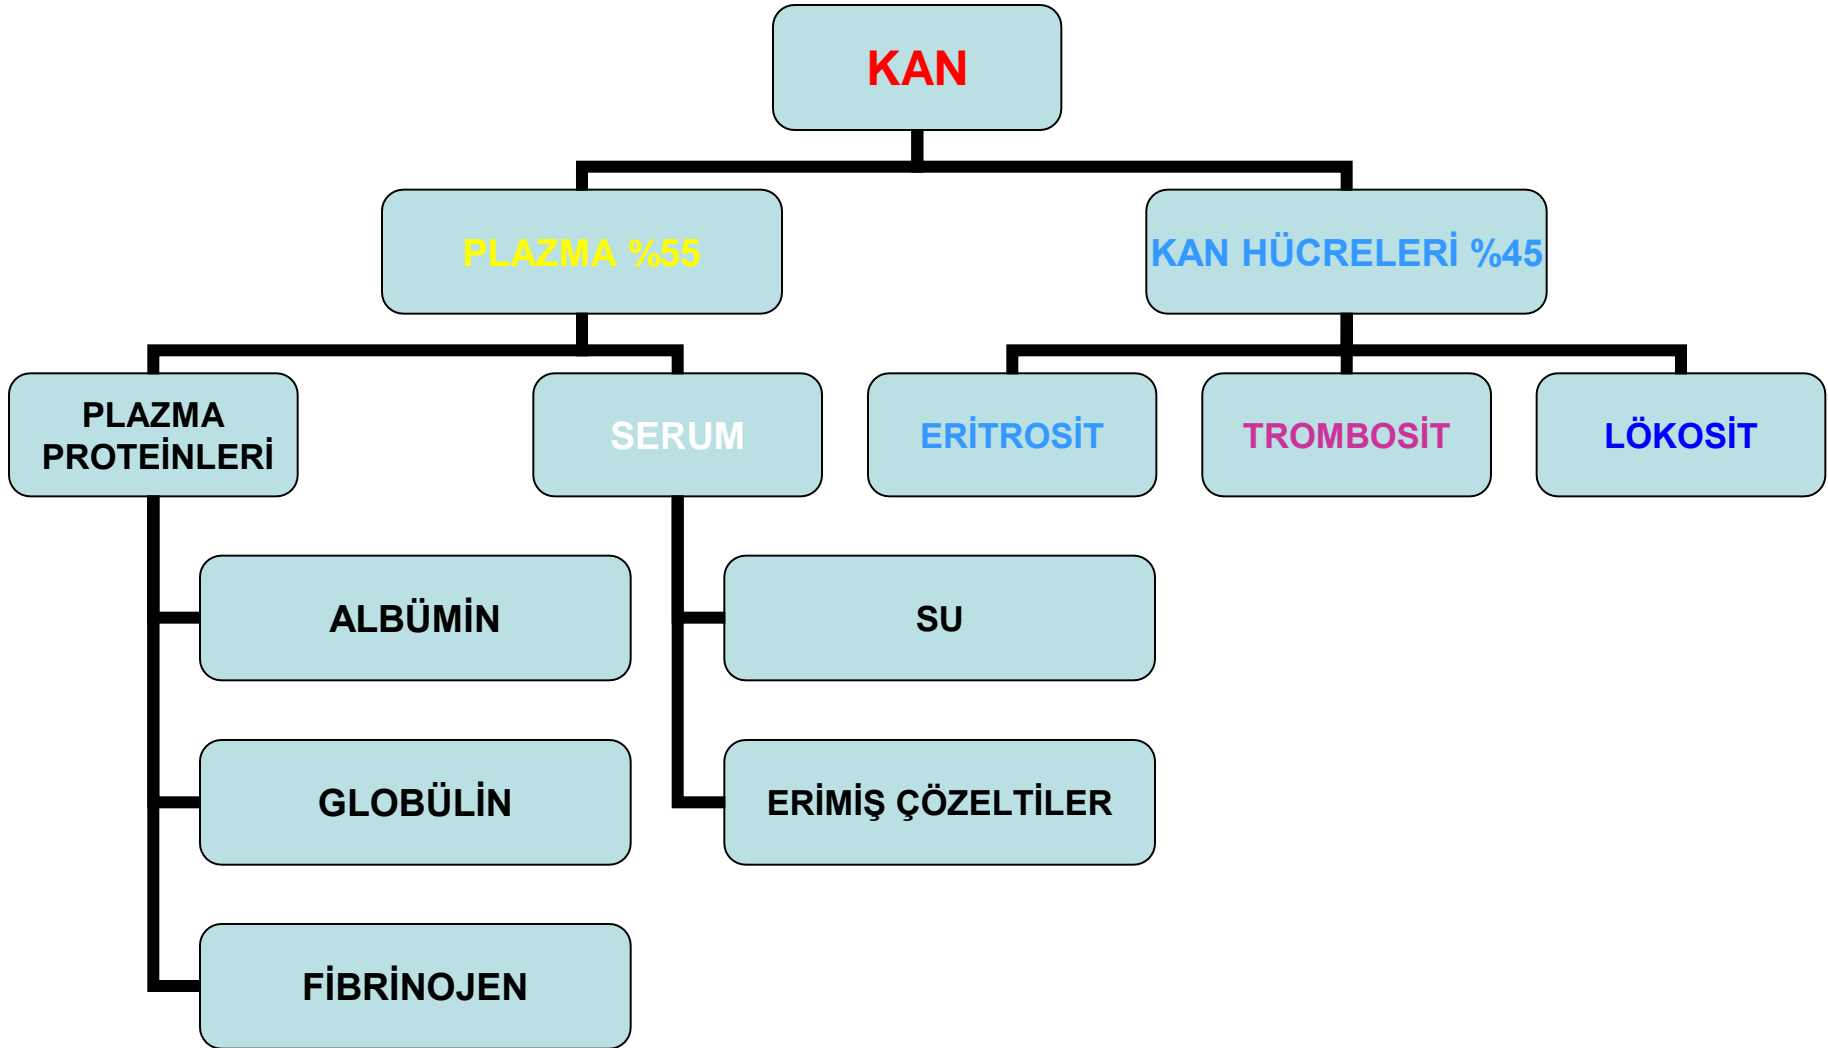 KAN
PLAZMA %55
KAN HÜCRELERİ %45
PLAZMA
PROTEİNLERİ
SERUM
ERİTROSİT
TROMBOSİT
LÖKOSİT
ALBÜMİN
SU
GLOBÜLİN
ERİMİŞ ÇÖZELTİLER
FİBRİNOJEN